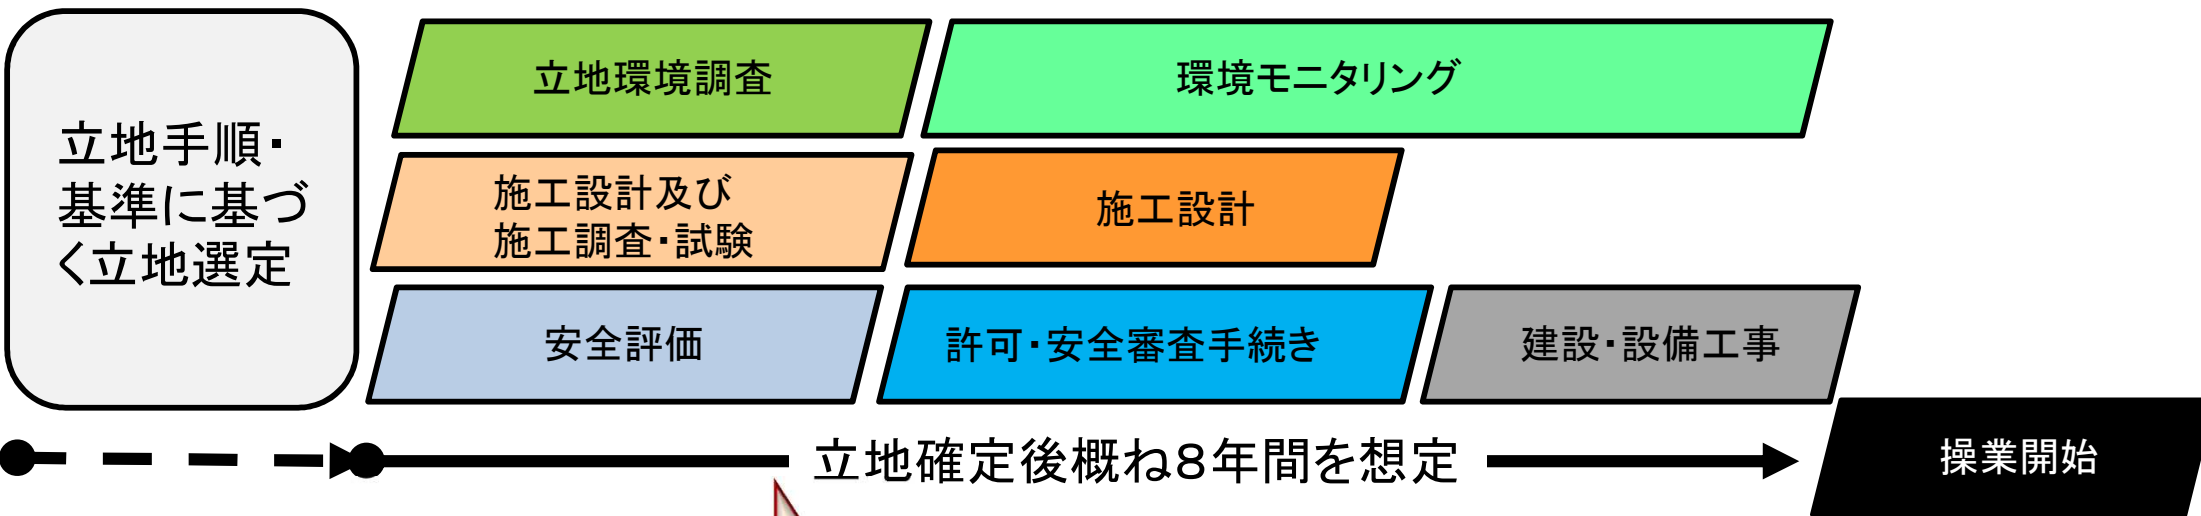 立地手順・
基準に基づ
く立地選定
立地環境調査
環境モニタリング
施工設計及び
施工調査・試験
施工設計
安全評価
許可・安全審査手続き
建設・設備工事
立地確定後概ね８年間を想定
操業開始